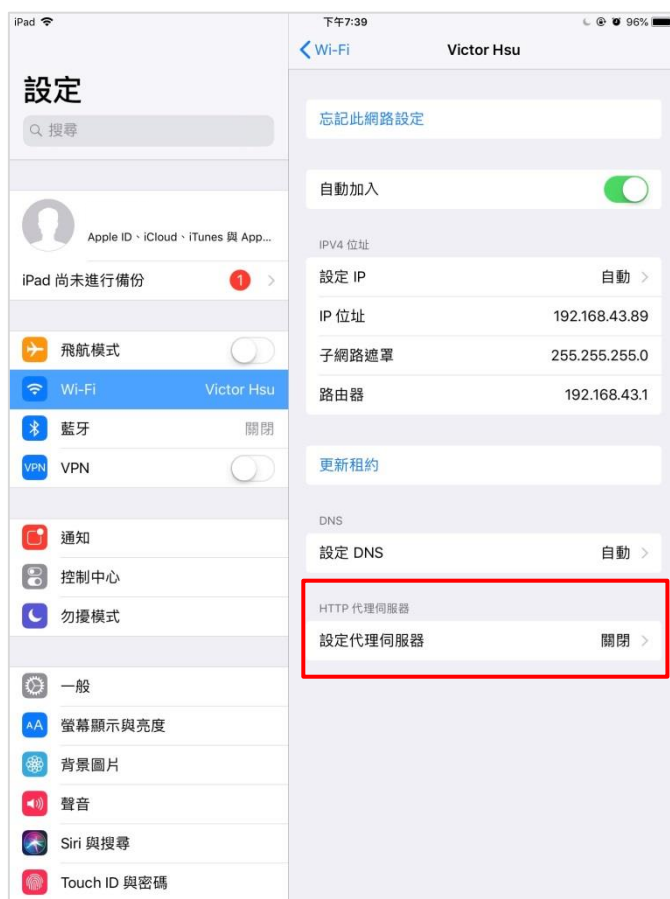 iPad
下午7:39
96%
設定
搜尋
Apple ID、iCloud、iTunes 與 App...
iPad 尚未進行備份
1
飛航模式
Wi-Fi Victor Hsu
藍牙 關閉
VPN VPN
通知
控制中心
勿擾模式
一般
AA 螢幕顯示與亮度
背景圖片
聲音
Siri 與搜尋
Touch ID 與密碼
Wi-Fi
Victor Hsu
忘記此網路設定
自動加入
IPV4 位址
設定 IP 自動
IP 位址 192.168.43.89
子網路遮罩 255.255.255.0
路由器 192.168.43.1
更新租約
DNS
設定 DNS 自動
HTTP 代理伺服器
設定代理伺服器 關閉